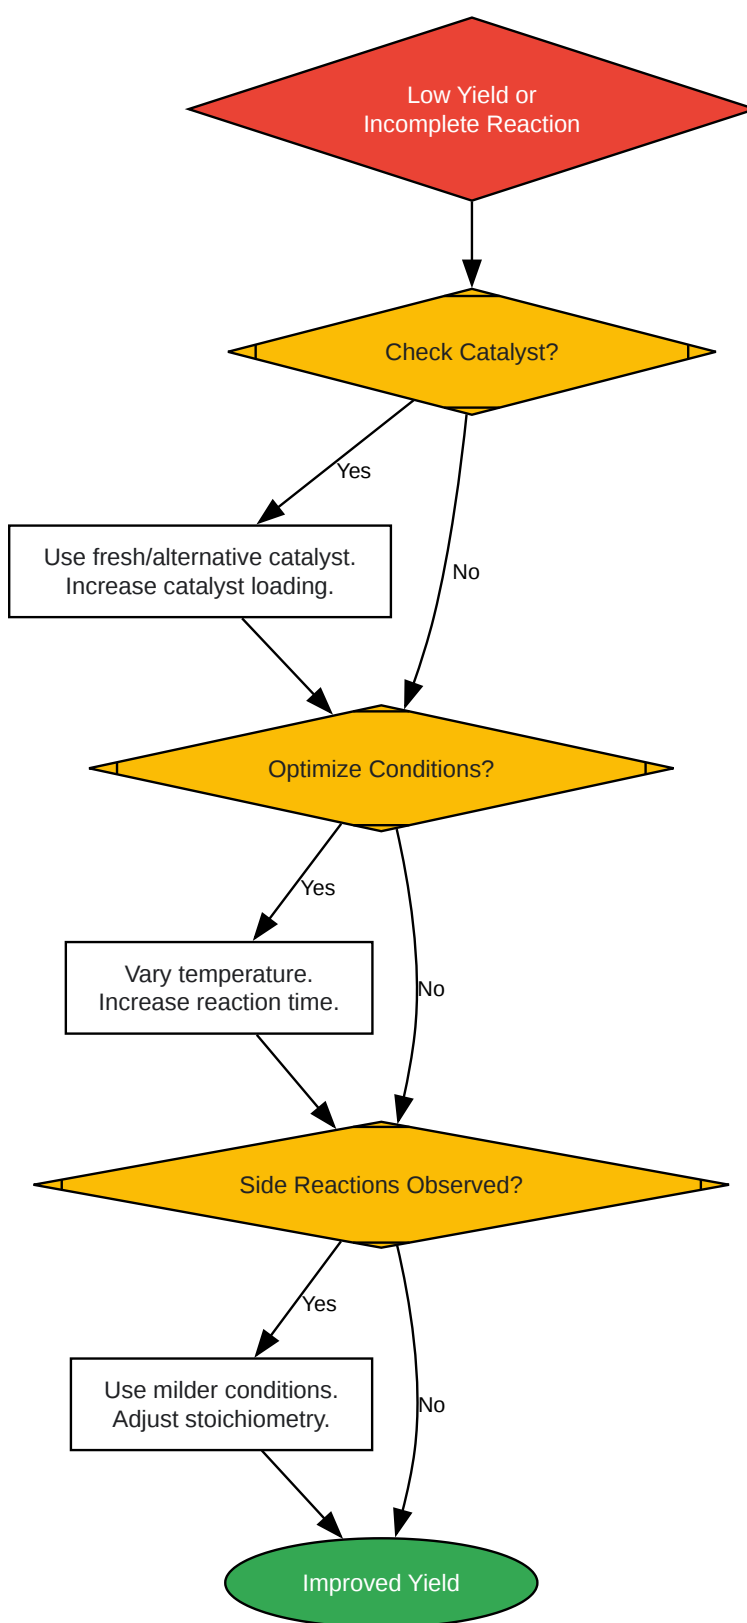 Low Yield or
Incomplete Reaction
Check Catalyst?
Yes
Use fresh/alternative catalyst.
Increase catalyst loading.
No
Optimize Conditions?
Yes
Vary temperature.
Increase reaction time.
No
Side Reactions Observed?
Yes
Use milder conditions.
Adjust stoichiometry.
No
Improved Yield